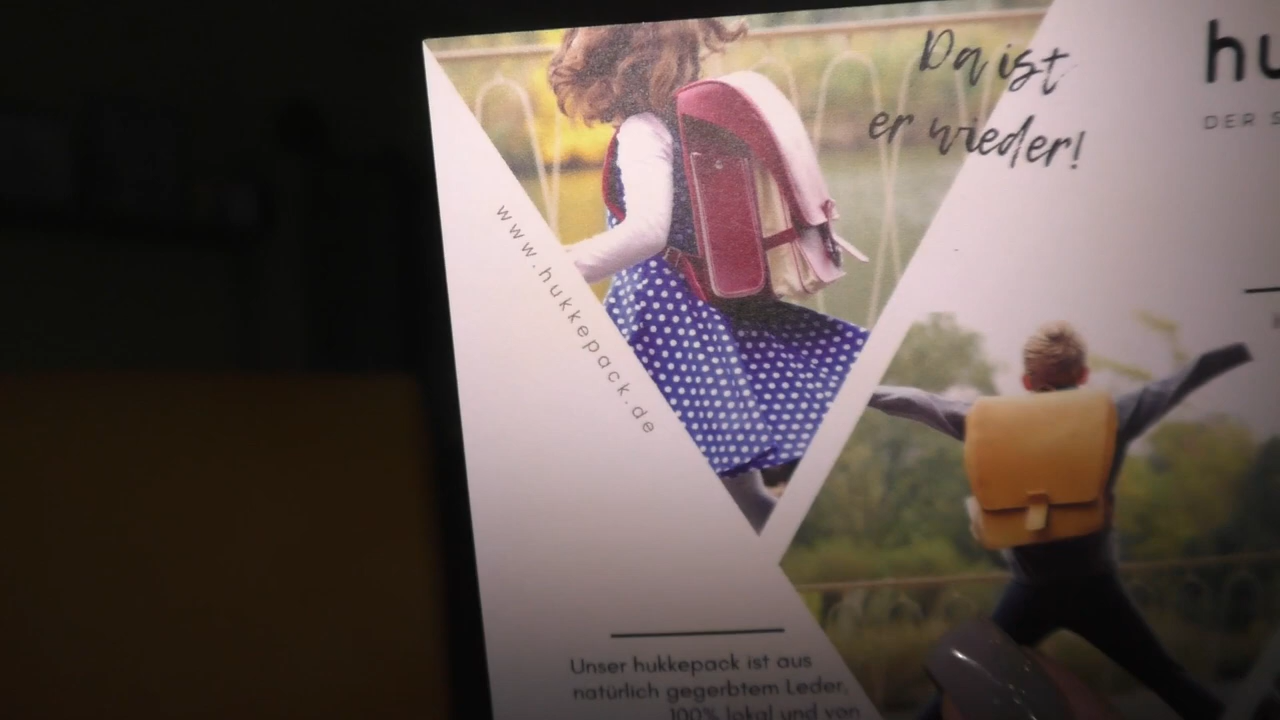 Da ist
er wieder!
hu
DER S
www.hukkepack.de
Unser hukkepack ist aus
natürlich gegerbtem Leder,
100% lokal und von